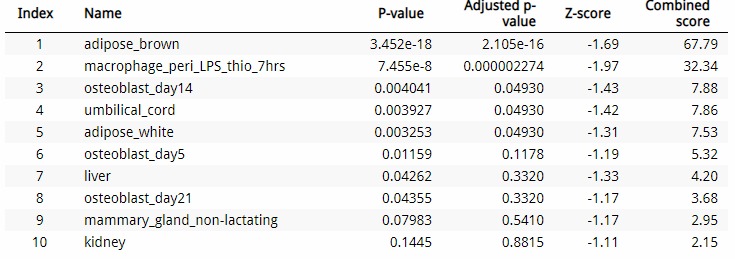 Index Name P-value Adjusted p-value Z-score Combined score
1 adipose_brown 3.452e-18 2.105e-16 -1.69 67.79
2 macrophage_peri_LPS_thio_7hrs 7.455e-8 0.000002274 -1.97 32.34
3 osteoblast_day14 0.004041 0.04930 -1.43 7.88
4 umbilical_cord 0.003927 0.04930 -1.42 7.86
5 adipose_white 0.003253 0.04930 -1.31 7.53
6 osteoblast_day5 0.01159 0.1178 -1.19 5.32
7 liver 0.04262 0.3320 -1.33 4.20
8 osteoblast_day21 0.04355 0.3320 -1.17 3.68
9 mammary_gland_non-lactating 0.07983 0.5410 -1.17 2.95
10 kidney 0.1445 0.8815 -1.11 2.15